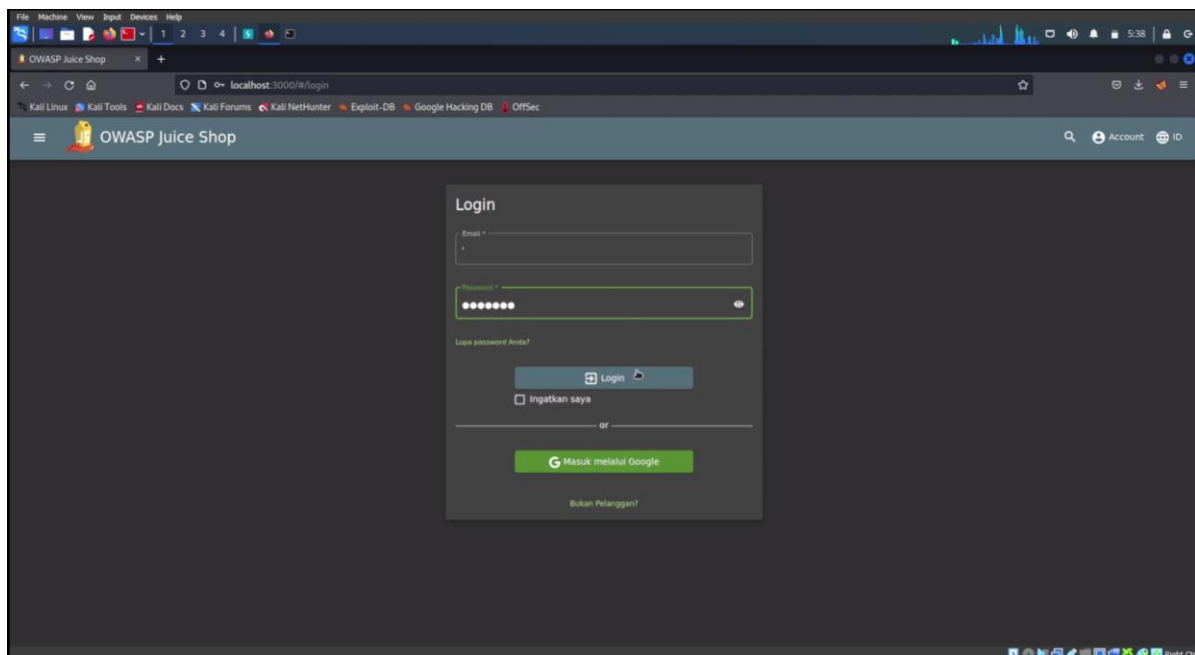 File Machine View Input Devices Help
1 2 3 4 5:38
OWASP Juice Shop
localhost:3000/#/login
Kali Linux Kali Tools Kali Docs Kali Forums Kali NetHunter Exploit-DB Google Hacking DB OffSec
OWASP Juice Shop Account ID
Login
Email *
'
Password *
●●●●●●●
Lupa password Anda?
Login
Ingatkan saya
or
Masuk melalui Google
Bukan Pelanggan?